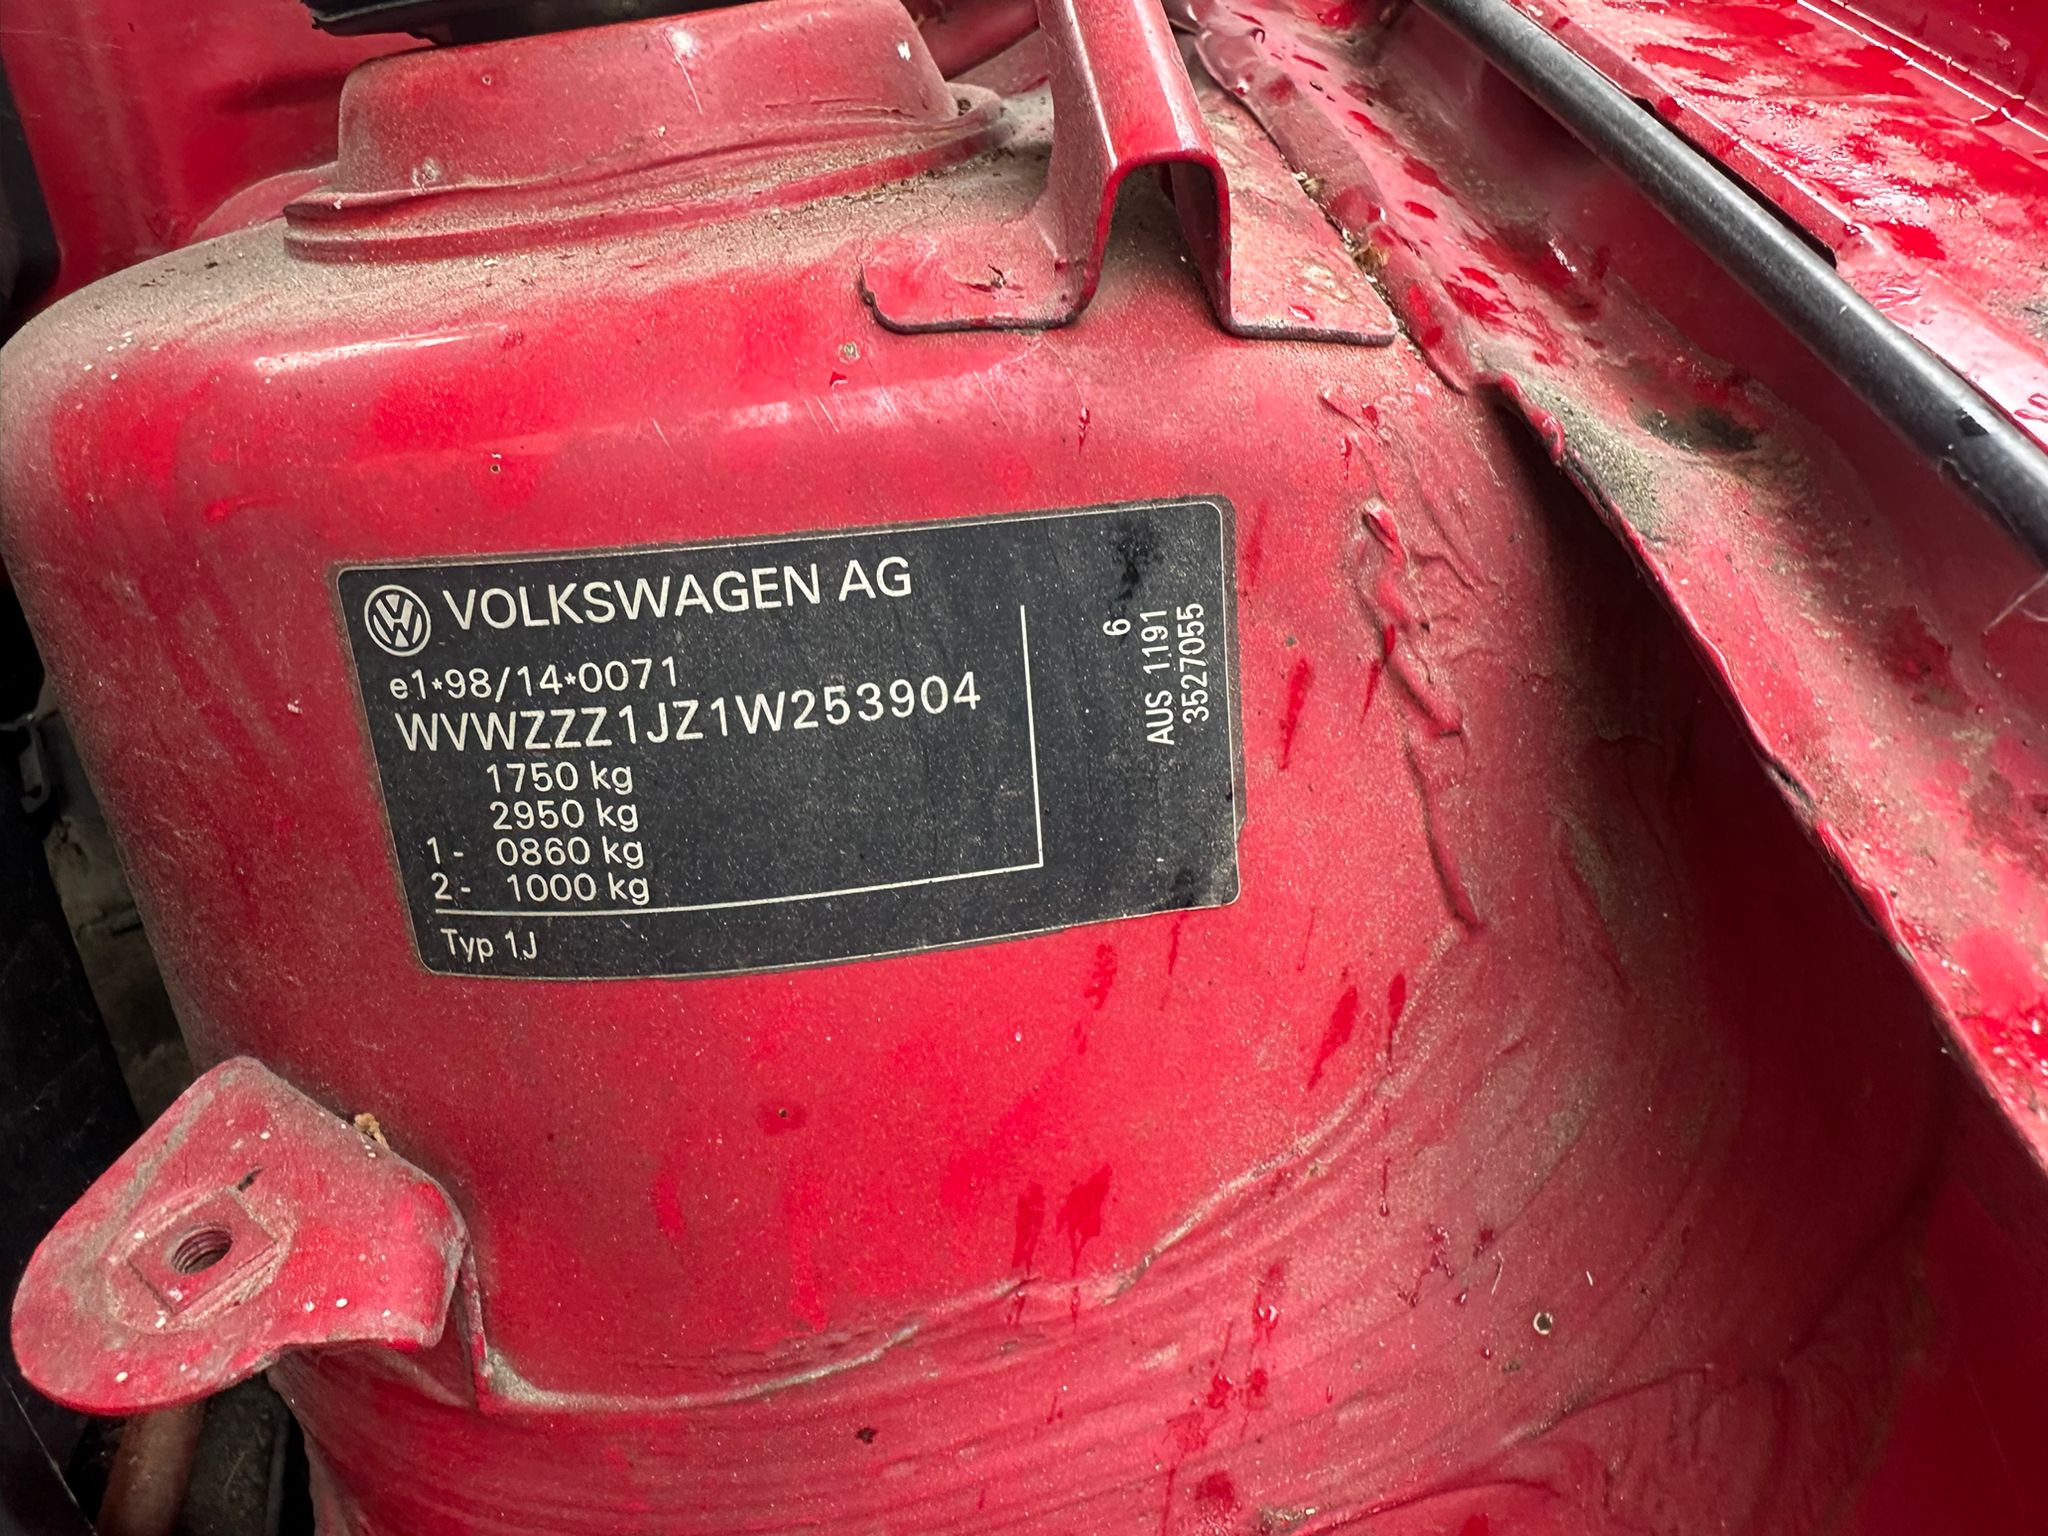 VOLKSWAGEN AG
e1*98/14*0071
WVWZZZ1JZ1W253904
1750 kg
2950 kg
1- 0860 kg
2- 1000 kg
Typ 1J
6
AUS 1191
3527055